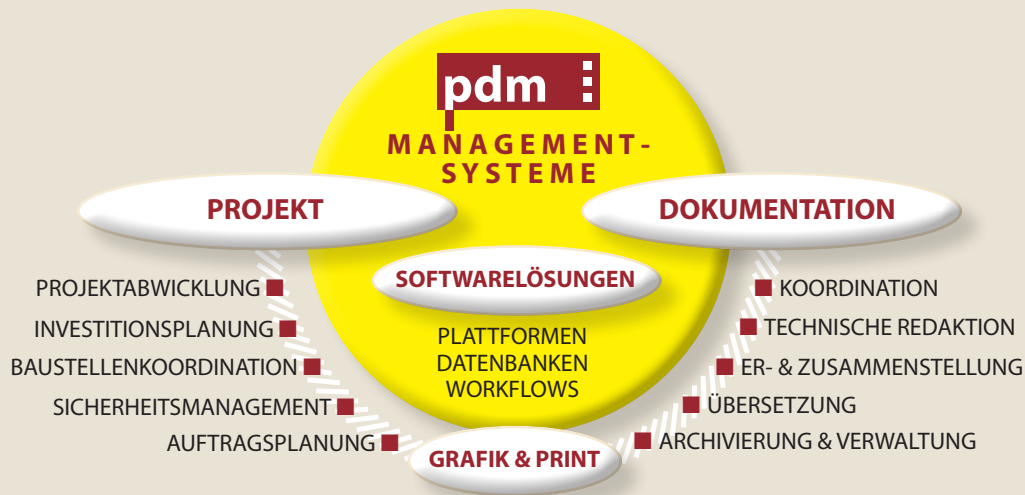 pdm
MANAGEMENT-
SYSTEME
PROJEKT
DOKUMENTATION
SOFTWARELÖSUNGEN
PLATTFORMEN
DATENBANKEN
WORKFLOWS
PROJEKTABWICKLUNG
INVESTITIONSPLANUNG
BAUSTELLENKOORDINATION
SICHERHEITSMANAGEMENT
AUFTRAGSPLANUNG
KOORDINATION
TECHNISCHE REDAKTION
ER- & ZUSAMMENSTELLUNG
ÜBERSETZUNG
ARCHIVIERUNG & VERWALTUNG
GRAFIK & PRINT